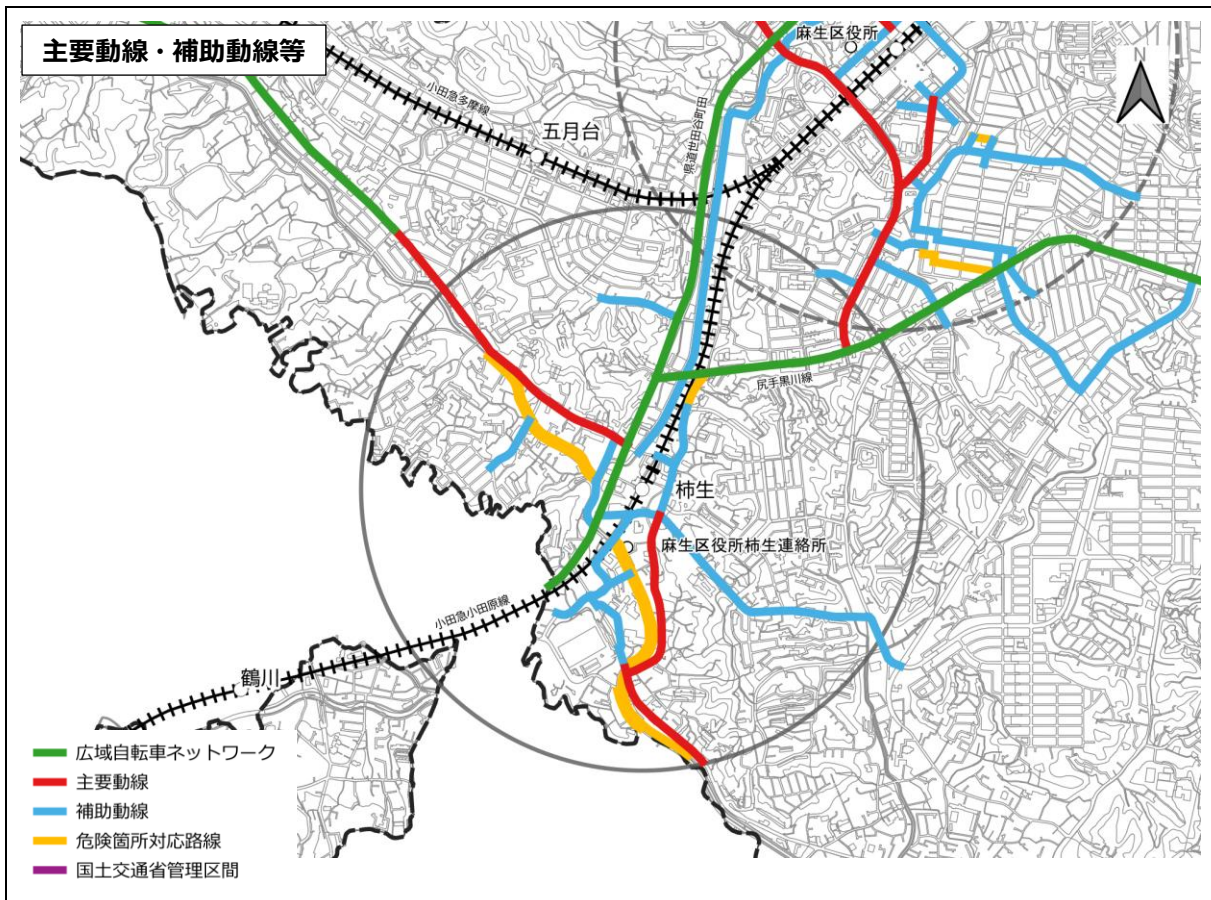 主要動線・補助動線等
麻生区役所
N
小田急多摩線
五月台
県道世田谷町田
尻手黒川線
柿生
麻生区役所柿生連絡所
小田急小田原線
鶴川
広域自転車ネットワーク
主要動線
補助動線
危険箇所対応路線
国土交通省管理区間